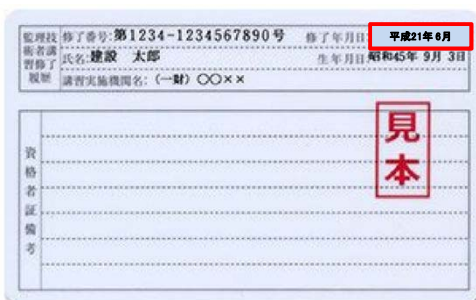 監理技術者講習修了履歴
修了番号:第1234-1234567890号 修了年月日:平成21年6月
氏名:建設 太郎 生年月日:昭和45年 9月 3日
講習実施機関名:(一財)〇〇××
見本
資格者証備考